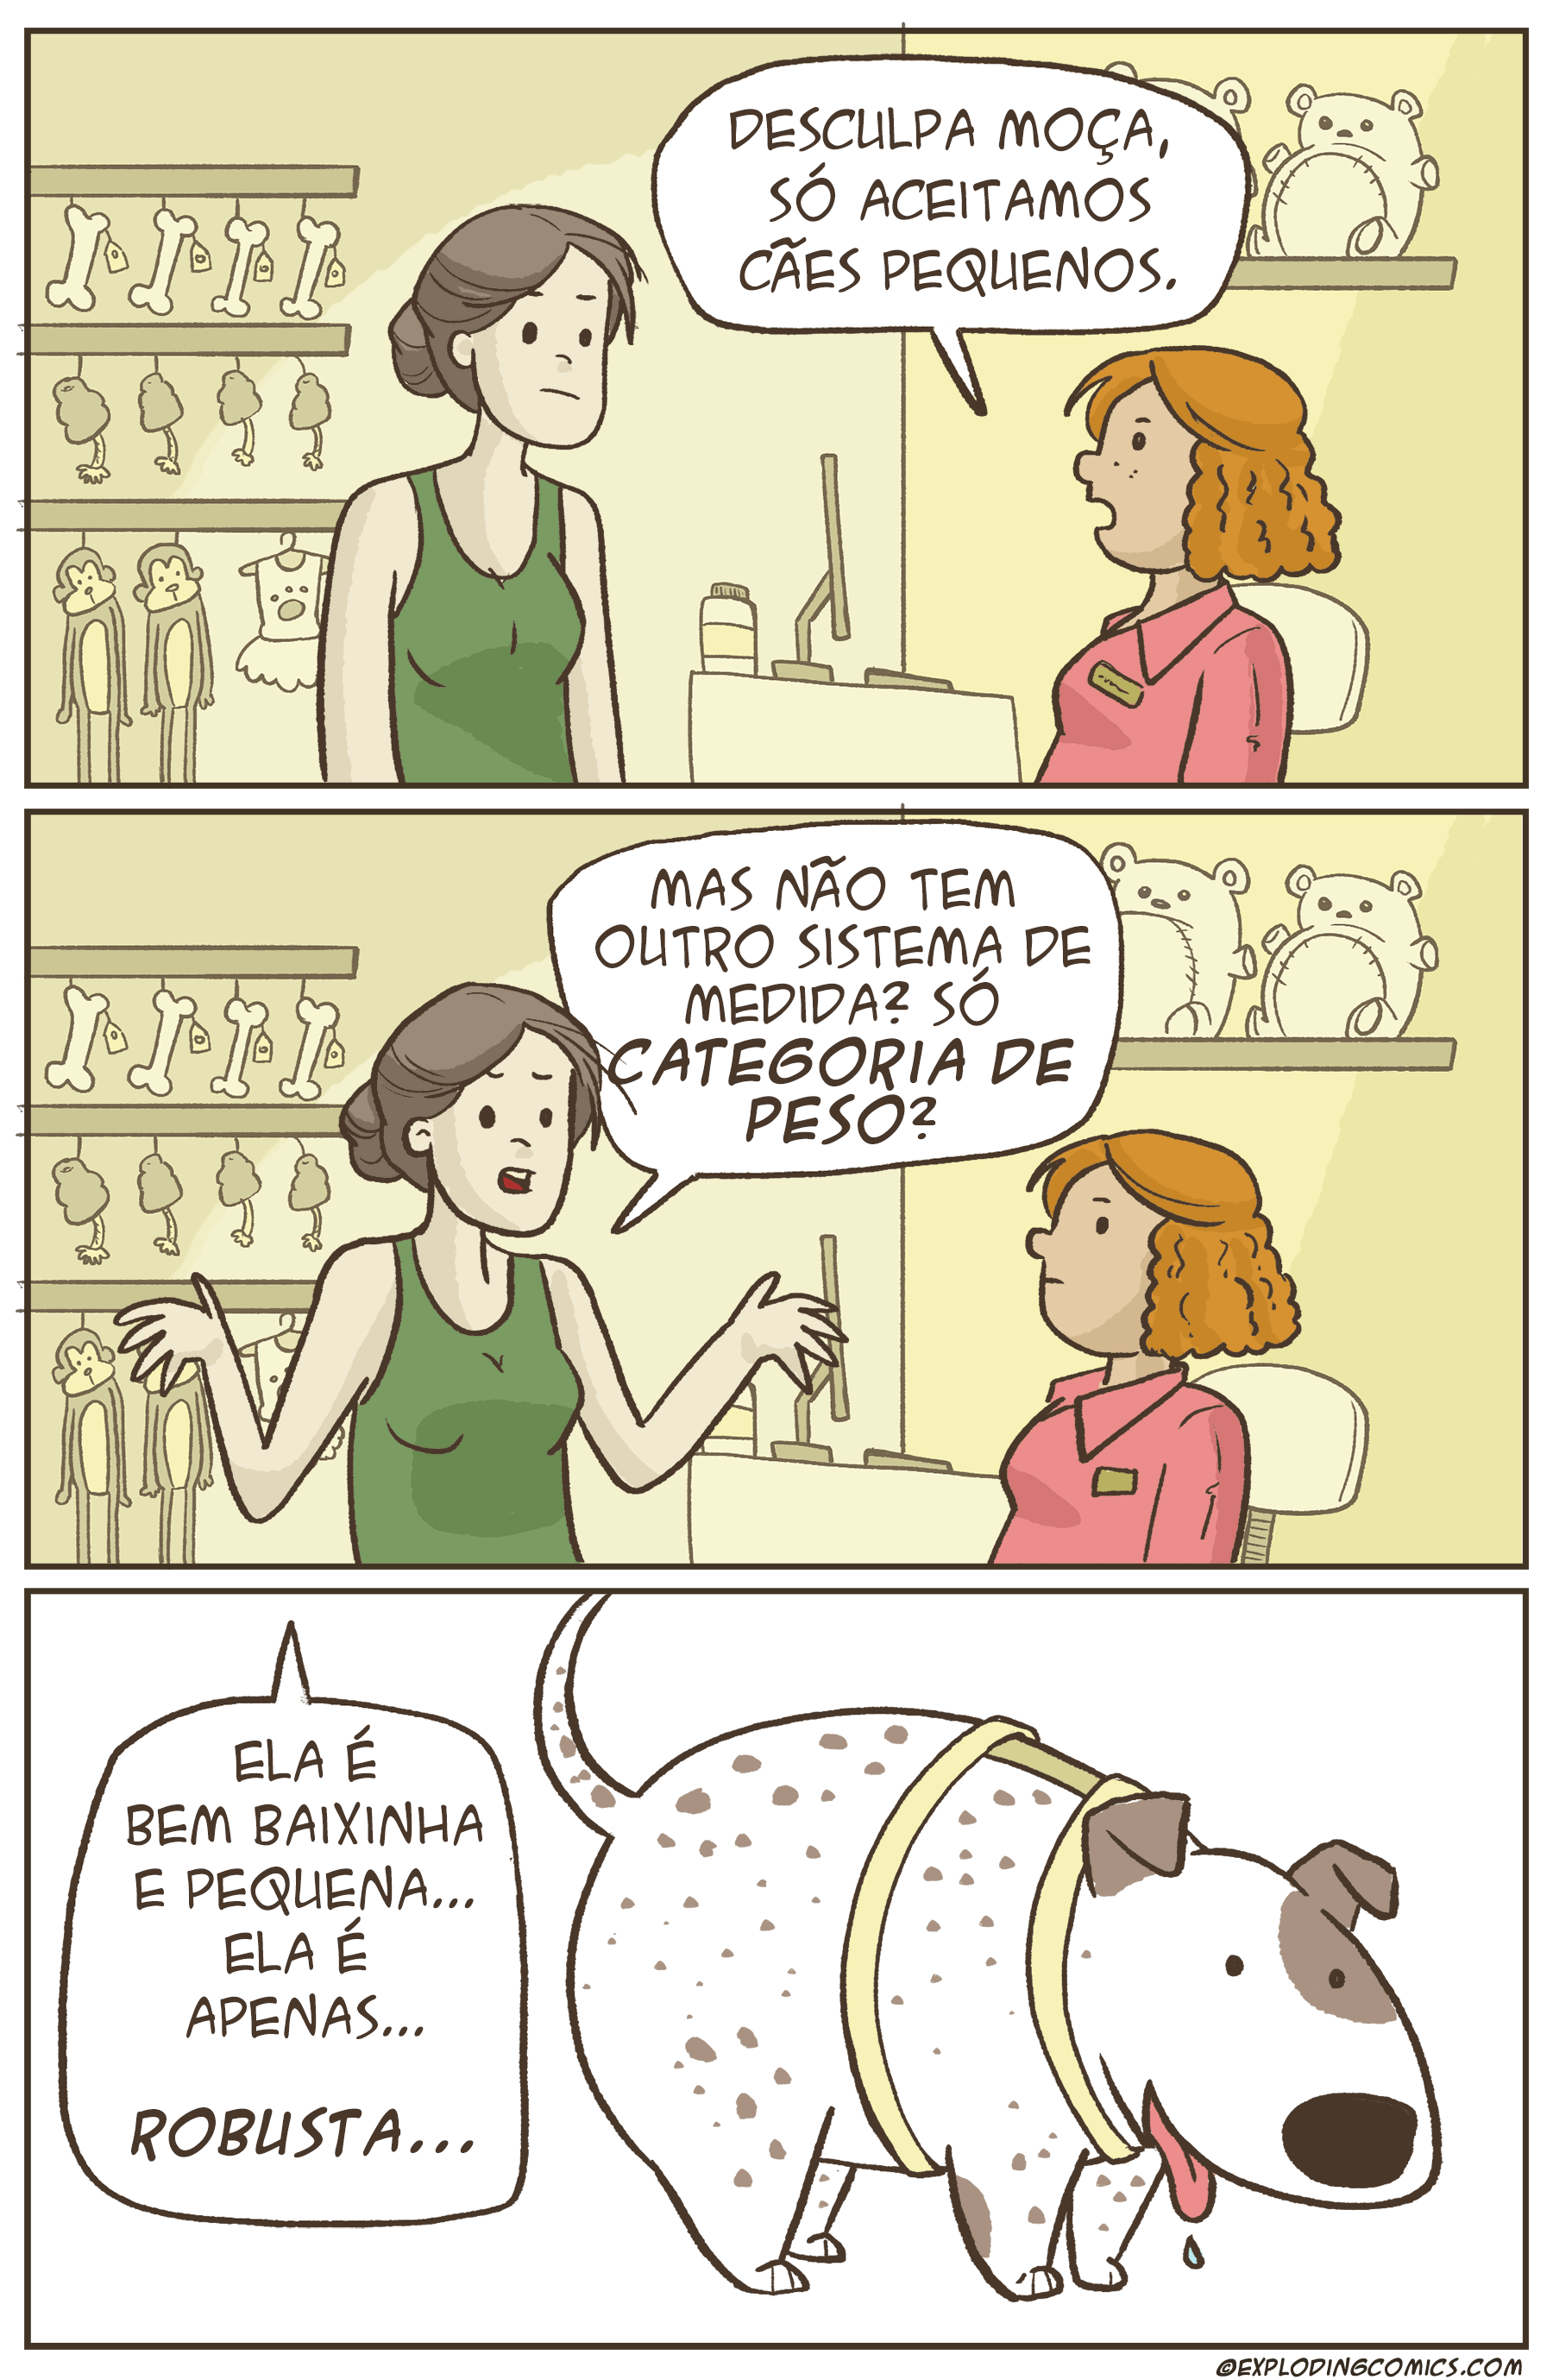 DESCULPA MOÇA,
SÓ ACEITAMOS
CÃES PEQUENOS.
MAS NÃO TEM
OUTRO SISTEMA DE
MEDIDA? SÓ
CATEGORIA DE
PESO?
ELA É
BEM BAIXINHA
E PEQUENA...
ELA É
APENAS...
ROBUSTA...
©EXPLODINGCOMICS.COM